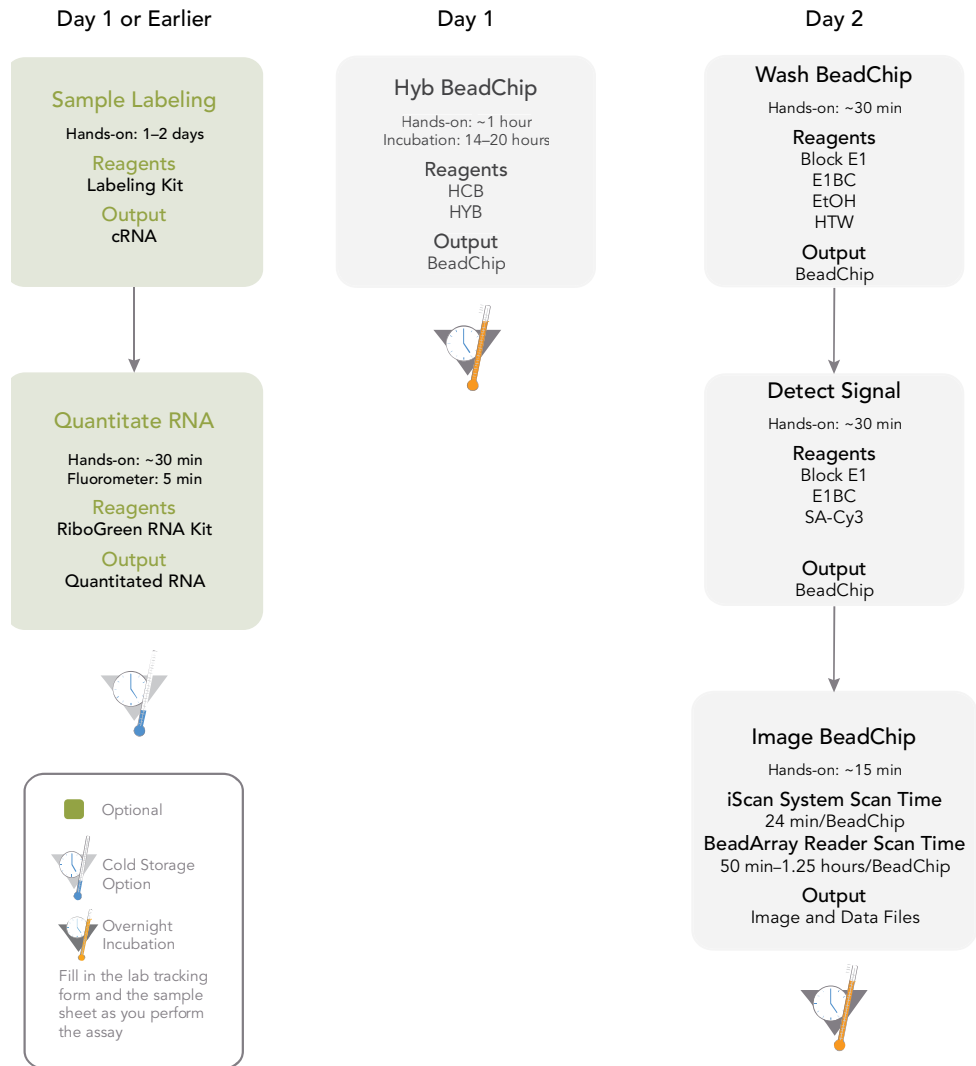 Day 1 or Earlier
Sample Labeling
Hands-on: 1–2 days
Reagents
Labeling Kit
Output
cRNA
Quantitate RNA
Hands-on: ~30 min
Fluorometer: 5 min
Reagents
RiboGreen RNA Kit
Output
Quantitated RNA
Optional
Cold Storage
Option
Overnight
Incubation
Fill in the lab tracking
form and the sample
sheet as you perform
the assay
Day 1
Hyb BeadChip
Hands-on: ~1 hour
Incubation: 14–20 hours
Reagents
HCB
HYB
Output
BeadChip
Day 2
Wash BeadChip
Hands-on: ~30 min
Reagents
Block E1
E1BC
EtOH
HTW
Output
BeadChip
Detect Signal
Hands-on: ~30 min
Reagents
Block E1
E1BC
SA-Cy3
Output
BeadChip
Image BeadChip
Hands-on: ~15 min
iScan System Scan Time
24 min/BeadChip
BeadArray Reader Scan Time
50 min–1.25 hours/BeadChip
Output
Image and Data Files